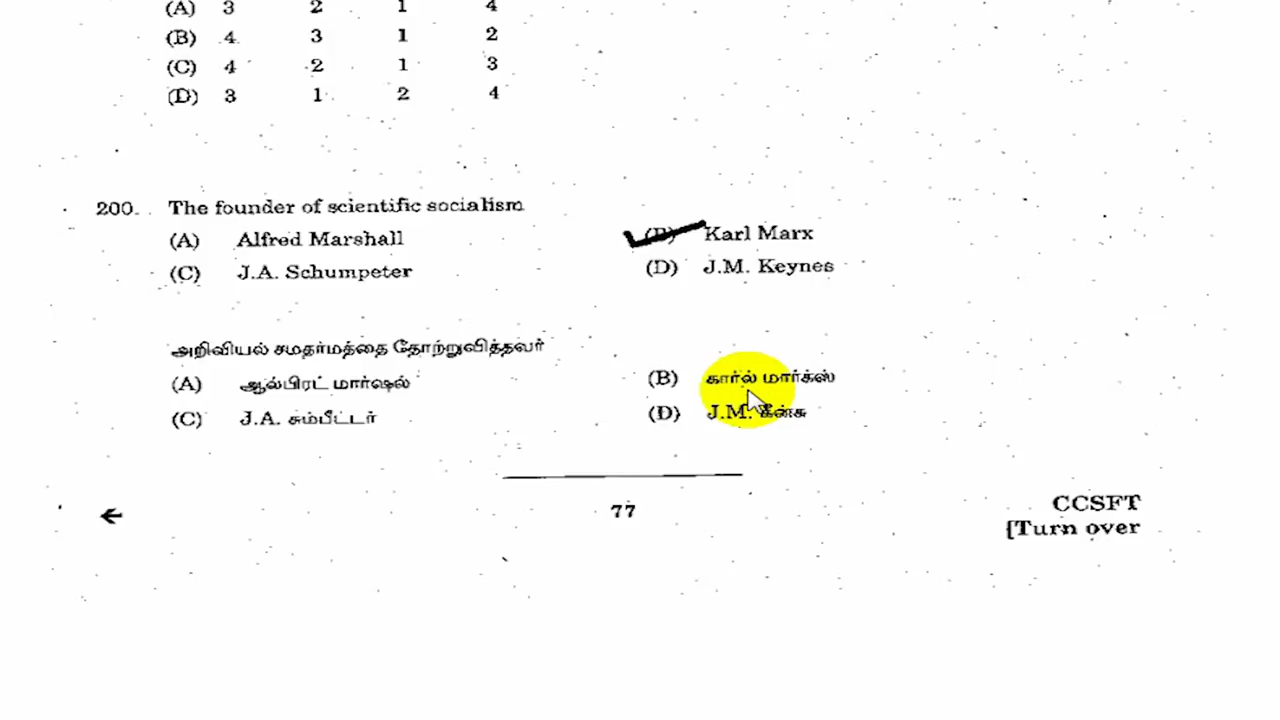 (A) 3 2 1 4
(B) 4 3 1 2
(C) 4 2 1 3
(D) 3 1 2 4
200. The founder of scientific socialism
(A) Alfred Marshall (B) Karl Marx
(C) J.A. Schumpeter (D) J.M. Keynes
அறிவியல் சமதர்மத்தை தோற்றுவித்தவர்
(A) ஆல்பிரட் மார்ஷல் (B) கார்ல் மார்க்ஸ்
(C) J.A. சும்பீட்டர் (D) J.M. கீன்சு
77
CCSFT
[Turn over